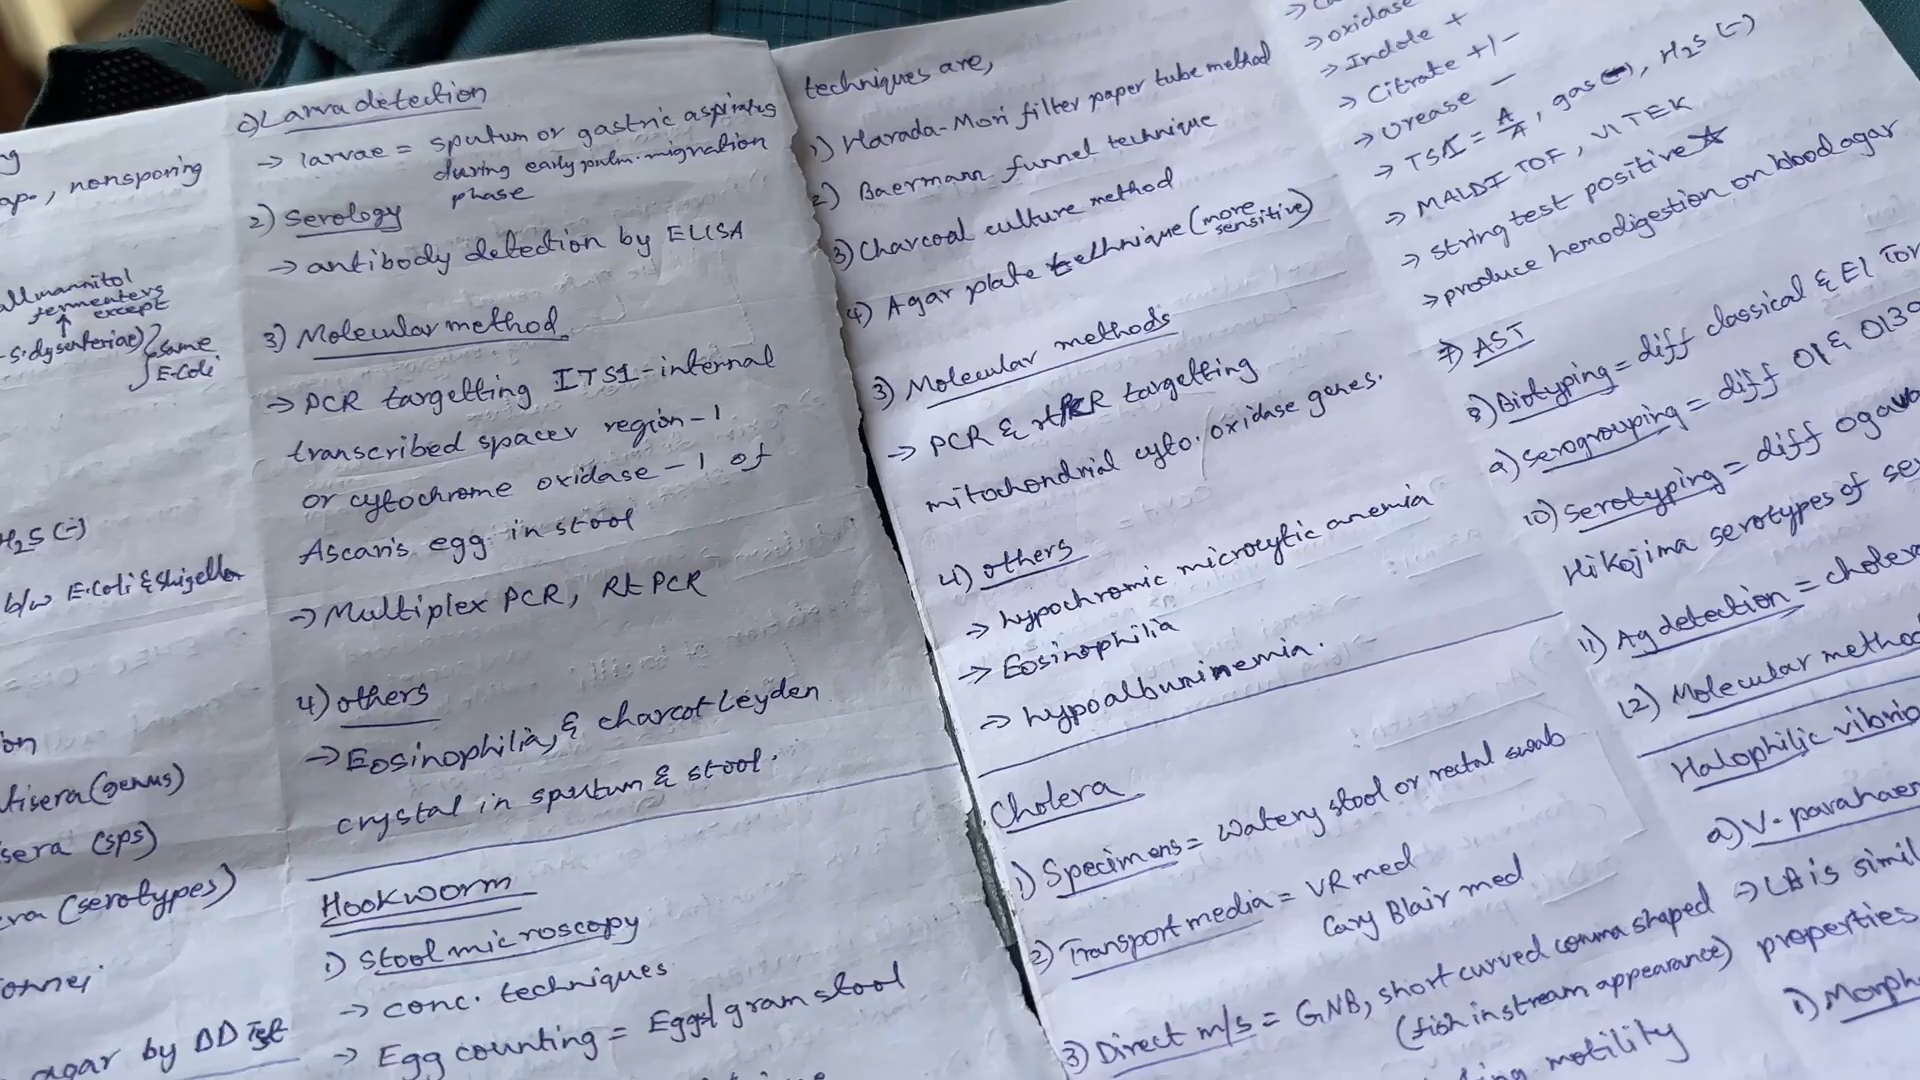 nonsporing
all mannitol
fermenters
except
S. dysenteriae)
same
E. coli
H₂S (-)
b/w E. Coli & Shigella
(genus)
sera (sps)
(serotypes)
agar by DD Test
c) Larva detection
→ larvae = sputum or gastric aspirates
during early pulm. migration
phase
2) Serology
→ antibody detection by ELISA
3) Molecular method
→ PCR targetting ITS1-internal
transcribed spacer region-1
or cytochrome oxidase-1 of
Ascaris egg in stool
→ Multiplex PCR, Rt PCR
4) others
→ Eosinophilia, & charcot Leyden
crystal in sputum & stool.
Hookworm
1) Stool microscopy
→ conc. techniques
→ Egg counting = Eggs/gram stool
techniques are,
1) Harada-Mori filter paper tube method
2) Baermann funnel technique
3) Charcoal culture method
4) Agar plate technique (more
sensitive)
3) Molecular methods
→ PCR & rtPCR targetting
mitochondrial cyto. oxidase genes.
4) others
→ hypochromic microcytic anemia
→ Eosinophilia
→ hypoalbuminemia.
Cholera
1) Specimens = Watery stool or rectal swab
2) Transport media = VR med
Cary Blair med
3) Direct m/s = GNB, short curved comma shaped
(fish in stream appearance)
motility
→ oxidase
→ Indole +
→ Citrate +/-
→ Urease -
→ TSI = A/A, gas(-), H₂S (-)
→ MALDI TOF, VITEK
→ string test positive ☆
→ produce hemodigestion on blood agar
7) AST
8) Biotyping = diff classical & El Tor
9) Serogrouping = diff O1 & O139
10) Serotyping = diff ogawa
Hikojima serotypes of
11) Ag detection = cholera
12) Molecular method
Halophilic vibrio
a) V. parahaem
→ LD is simil
properties
1) Morph